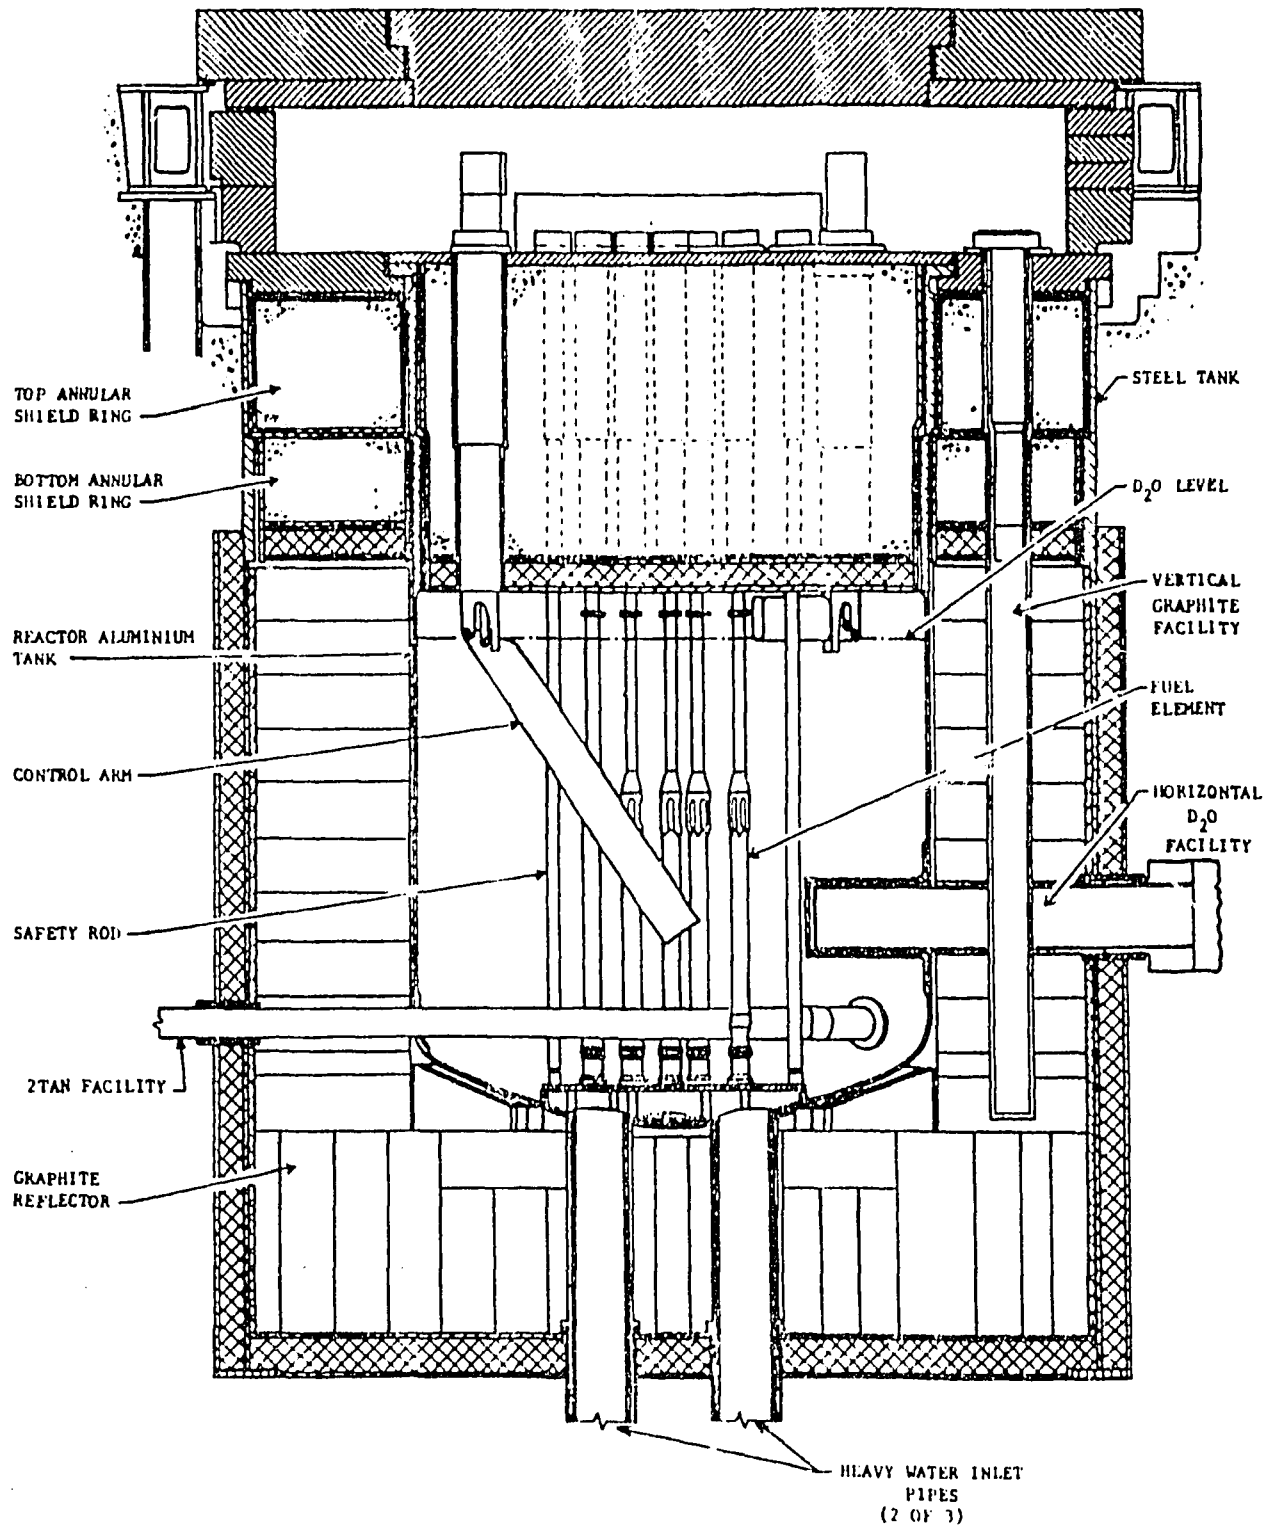 TOP ANNULAR
SHIELD RING
BOTTOM ANNULAR
SHIELD RING
REACTOR ALUMINIUM
TANK
CONTROL ARM
SAFETY ROD
2TAN FACILITY
GRAPHITE
REFLECTOR
STEEL TANK
D2O LEVEL
VERTICAL
GRAPHITE
FACILITY
FUEL
ELEMENT
HORIZONTAL
D2O
FACILITY
HEAVY WATER INLET
PIPES
(2 OF 3)